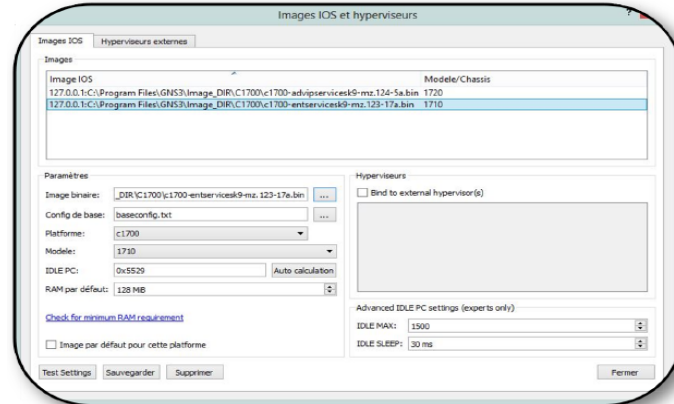 Images IOS et hyperviseurs
?
Images IOS
Hyperviseurs externes
Images
Image IOS
Modele/Chassis
127.0.0.1:C:\Program Files\GNS3\Image_DIR\C1700\c1700-advipservicesk9-mz.124-5a.bin 1720
127.0.0.1:C:\Program Files\GNS3\Image_DIR\C1700\c1700-entservicesk9-mz.123-17a.bin 1710
Paramètres
Image binaire: _DIR\C1700\c1700-entservicesk9-mz.123-17a.bin ...
Config de base: baseconfig.txt ...
Platforme: c1700
Modele: 1710
IDLE PC: 0x5529 Auto calculation
RAM par défaut: 128 MiB
Check for minimum RAM requirement
Image par défaut pour cette platforme
Hyperviseurs
Bind to external hypervisor(s)
Advanced IDLE PC settings (experts only)
IDLE MAX: 1500
IDLE SLEEP: 30 ms
Test Settings Sauvegarder Supprimer Fermer